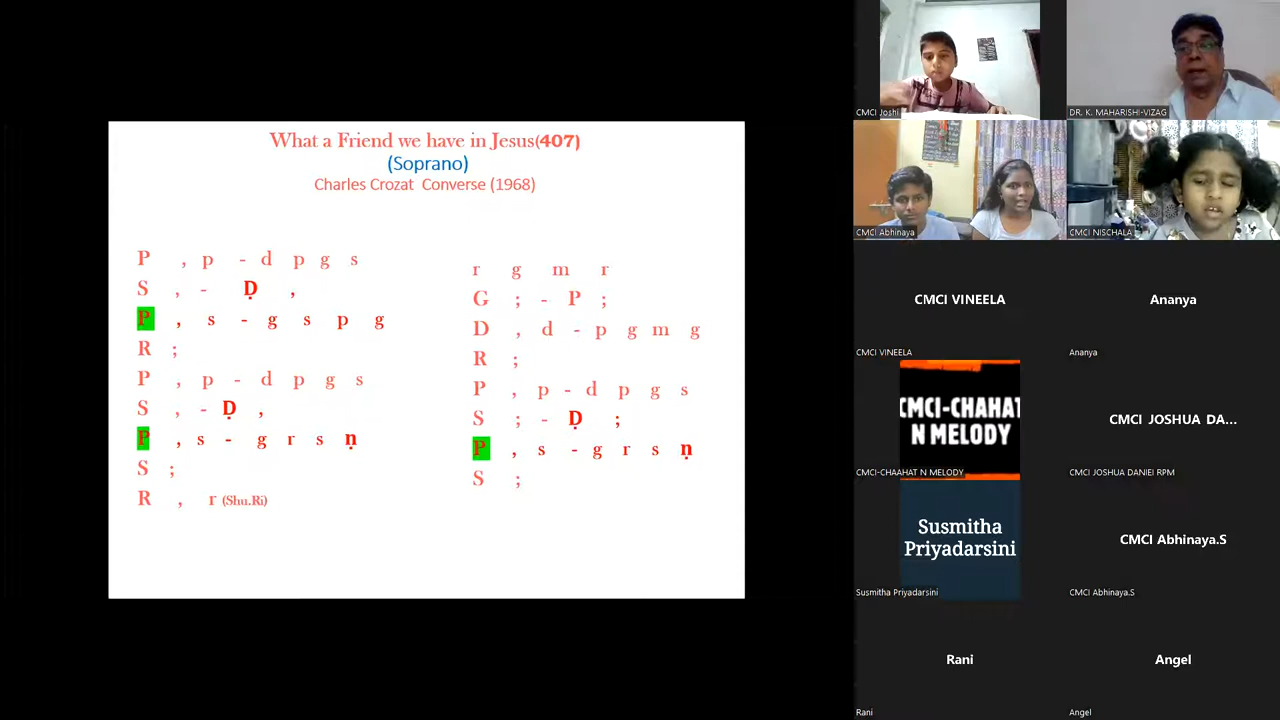 What a Friend we have in Jesus(407)
(Soprano)
Charles Crozat Converse (1968)
P , p - d p g s
S , - Ḍ ,
P , s - g s p g
R ;
P , p - d p g s
S , - Ḍ ,
P , s - g r s ṇ
S ;
R , r (Shu.Ri)
r g m r
G ; - P ;
D , d - p g m g
R ;
P , p - d p g s
S ; - Ḍ ;
P , s - g r s ṇ
S ;
CMCI Joshi
DR. K. MAHARISHI-VIZAG
CMCI Abhinaya
CMCI NISCHALA
CMCI VINEELA
CMCI VINEELA
Ananya
Ananya
CMCI-CHAHAT
N MELODY
CMCI-CHAAHAT N MELODY
CMCI JOSHUA DA...
CMCI JOSHUA DANIEl RPM
Susmitha
Priyadarsini
Susmitha Priyadarsini
CMCI Abhinaya.S
CMCI Abhinaya.S
Rani
Rani
Angel
Angel